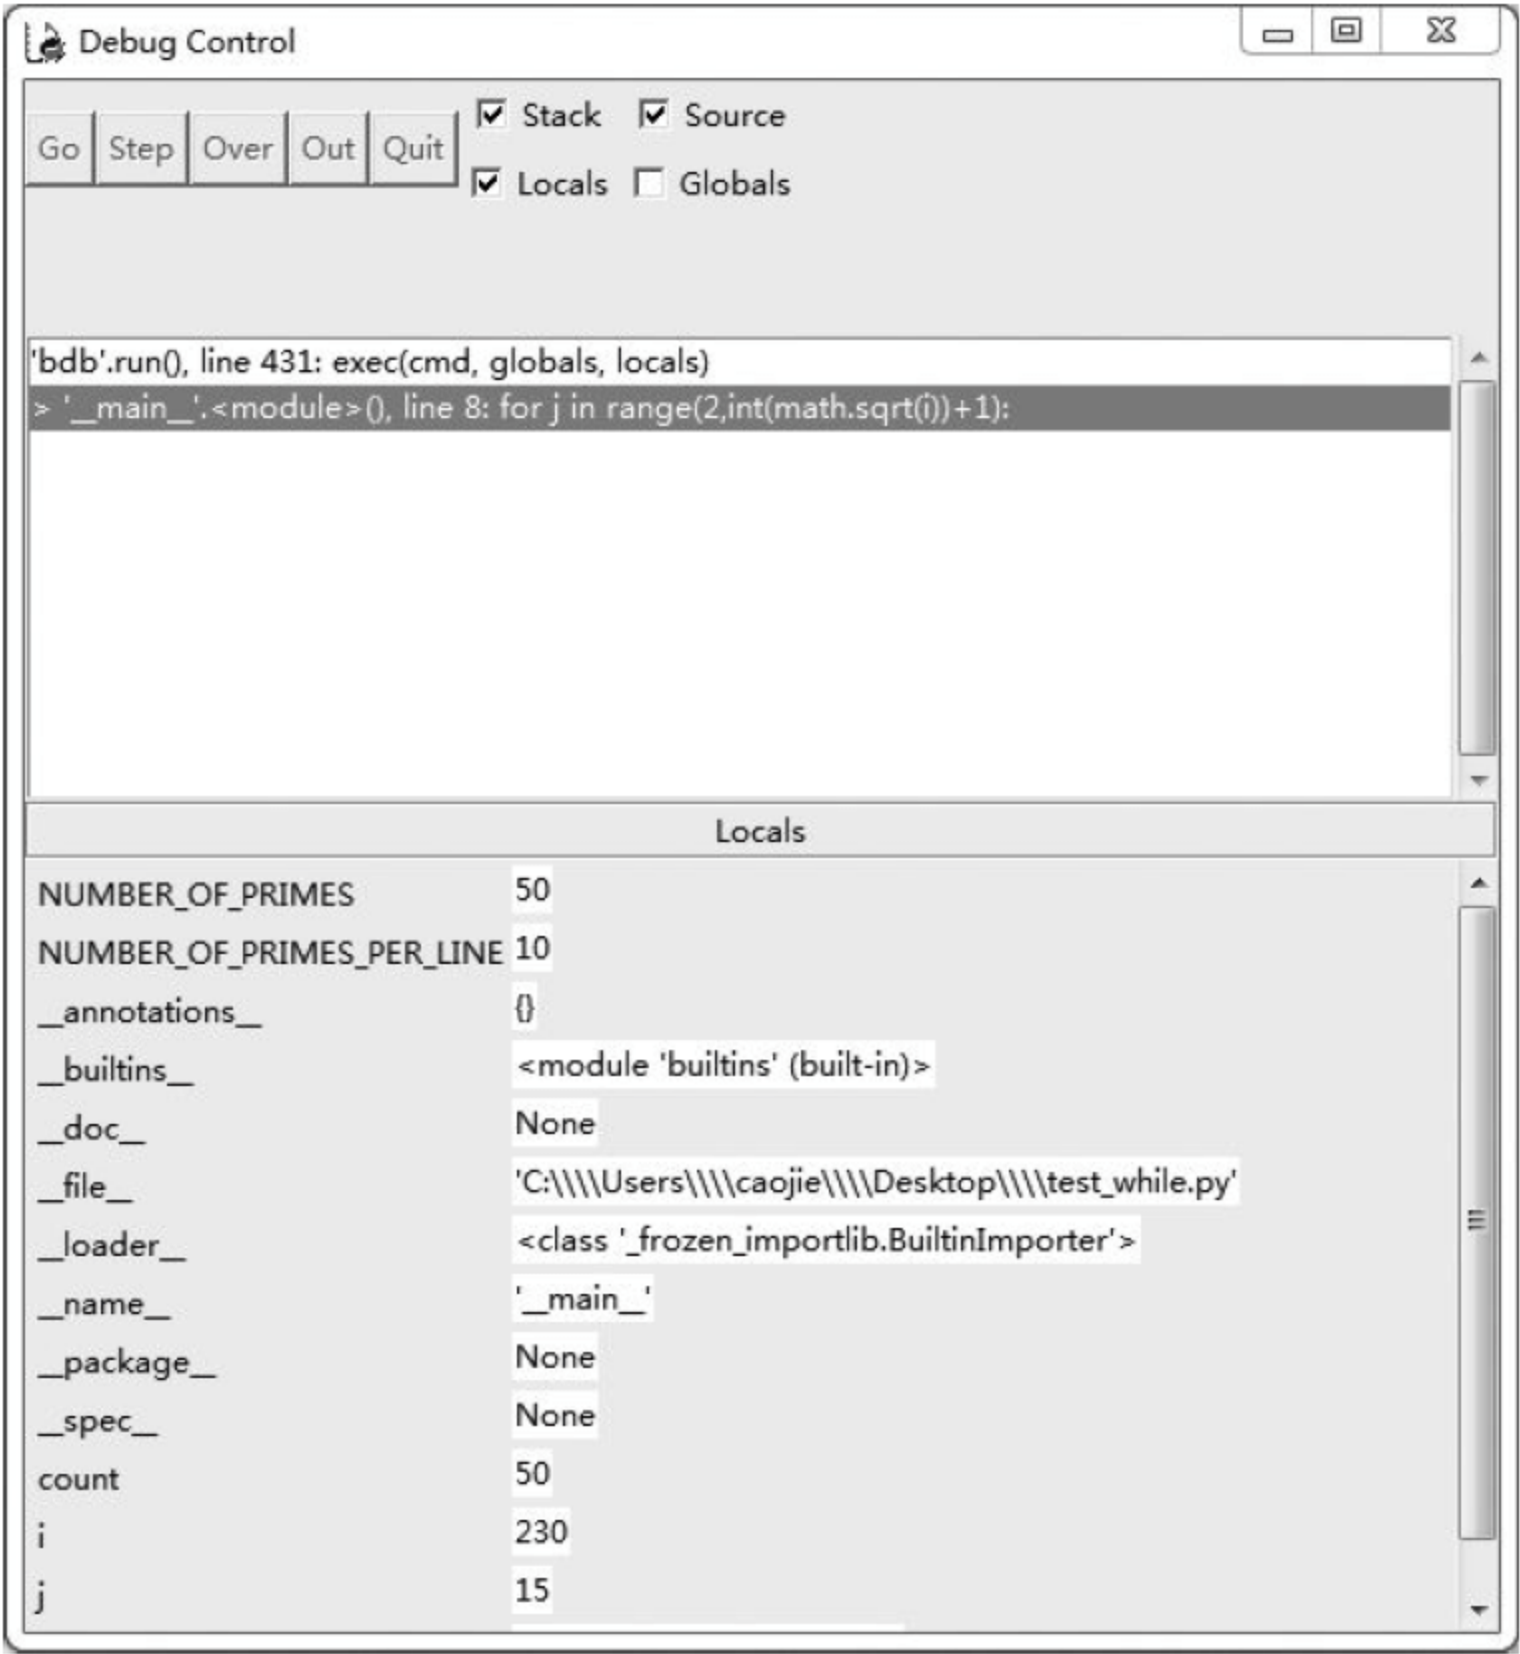 Debug Control
Go Step Over Out Quit
Stack Source
Locals Globals
'bdb'.run(), line 431: exec(cmd, globals, locals)
> '__main__'.<module>(), line 8: for j in range(2,int(math.sqrt(i))+1):
Locals
NUMBER_OF_PRIMES 50
NUMBER_OF_PRIMES_PER_LINE 10
__annotations__ {}
__builtins__ <module 'builtins' (built-in)>
__doc__ None
__file__ 'C:\\\\Users\\\\caojie\\\\Desktop\\\\test_while.py'
__loader__ <class '_frozen_importlib.BuiltinImporter'>
__name__ '__main__'
__package__ None
__spec__ None
count 50
i 230
j 15